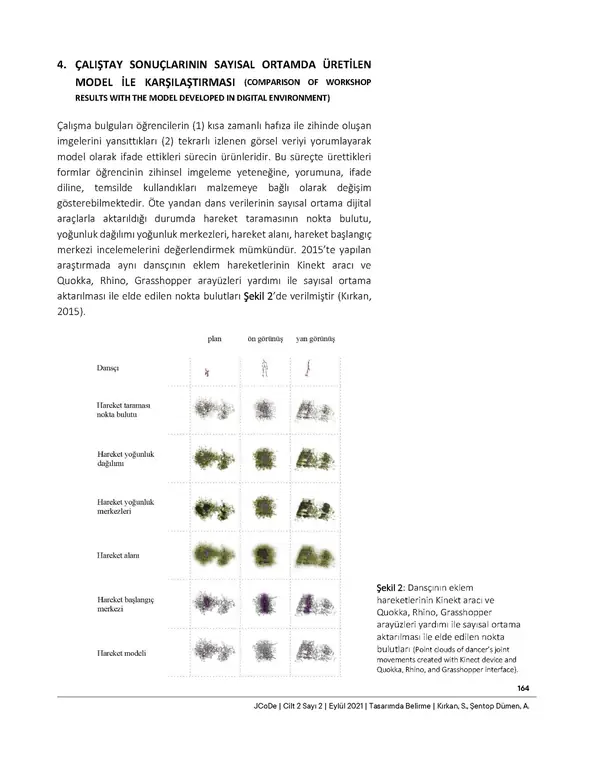 4. ÇALIŞTAY SONUÇLARININ SAYISAL ORTAMDA ÜRETİLEN
MODEL İLE KARŞILAŞTIRMASI (COMPARISON OF WORKSHOP
RESULTS WITH THE MODEL DEVELOPED IN DIGITAL ENVIRONMENT)
Çalışma bulguları öğrencilerin (1) kısa zamanlı hafıza ile zihinde oluşan
imgelerini yansıttıkları (2) tekrarlı izlenen görsel veriyi yorumlayarak
model olarak ifade ettikleri sürecin ürünleridir. Bu süreçte ürettikleri
formlar öğrencinin zihinsel imgeleme yeteneğine, yorumuna, ifade
diline, temsilde kullandıkları malzemeye bağlı olarak değişim
gösterebilmektedir. Öte yandan dans verilerinin sayısal ortama dijital
araçlarla aktarıldığı durumda hareket taramasının nokta bulutu,
yoğunluk dağılımı yoğunluk merkezleri, hareket alanı, hareket başlangıç
merkezi incelemelerini değerlendirmek mümkündür. 2015'te yapılan
araştırmada aynı dansçının eklem hareketlerinin Kinekt aracı ve
Quokka, Rhino, Grasshopper arayüzleri yardımı ile sayısal ortama
aktarılması ile elde edilen nokta bulutları Şekil 2'de verilmiştir (Kırkan,
2015).
plan ön görünüş yan görünüş
Dansçı
Hareket taraması
nokta bulutu
Hareket yoğunluk
dağılımı
Hareket yoğunluk
merkezleri
Hareket alanı
Hareket başlangıç
merkezi
Hareket modeli
Şekil 2: Dansçının eklem
hareketlerinin Kinekt aracı ve
Quokka, Rhino, Grasshopper
arayüzleri yardımı ile sayısal ortama
aktarılması ile elde edilen nokta
bulutları (Point clouds of dancer's joint
movements created with Kinect device and
Quokka, Rhino, and Grasshopper interface).
164
JCoDe | Cilt 2 Sayı 2 | Eylül 2021 | Tasarımda Belirme | Kırkan, S., Şentop Dümen, A.